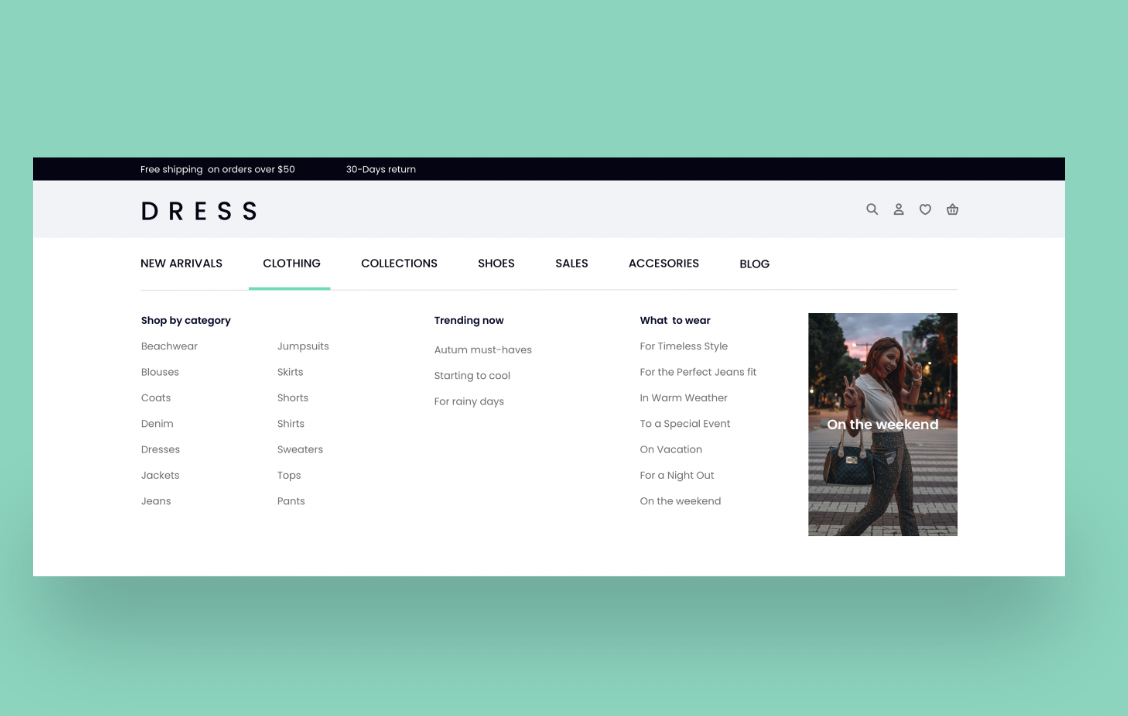 Free shipping  on orders over $50
30-Days return
DRESS
NEW ARRIVALS
CLOTHING
COLLECTIONS
SHOES
SALES
ACCESORIES
BLOG
Shop by category
Beachwear
Blouses
Coats
Denim
Dresses
Jackets
Jeans
Jumpsuits
Skirts
Shorts
Shirts
Sweaters
Tops
Pants
Trending now
Autum must-haves
Starting to cool
For rainy days
What  to wear
For Timeless Style
For the Perfect Jeans fit
In Warm Weather
To a Special Event
On Vacation
For a Night Out
On the weekend
On the weekend